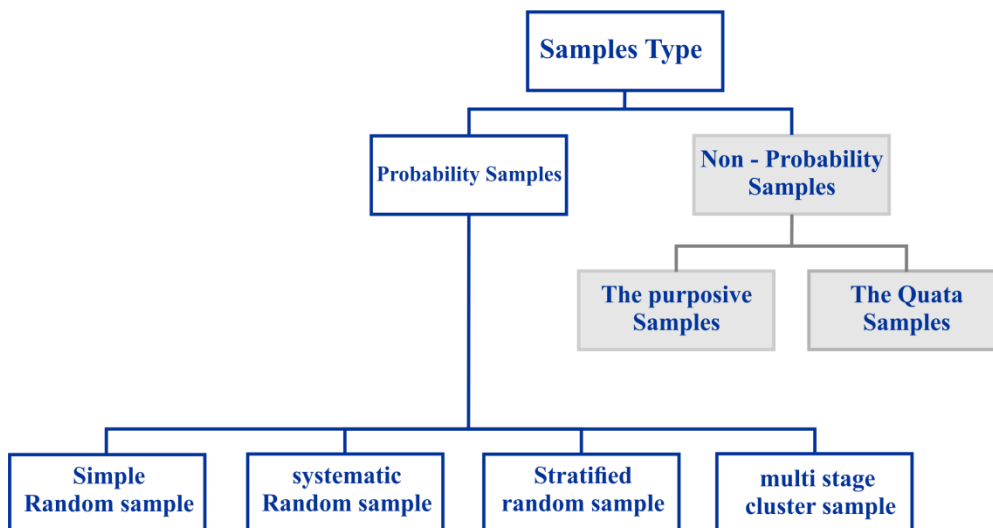 Samples Type
Probability Samples
Non - Probability
Samples
The purposive
Samples
The Quata
Samples
Simple
Random sample
systematic
Random sample
Stratified
random sample
multi stage
cluster sample